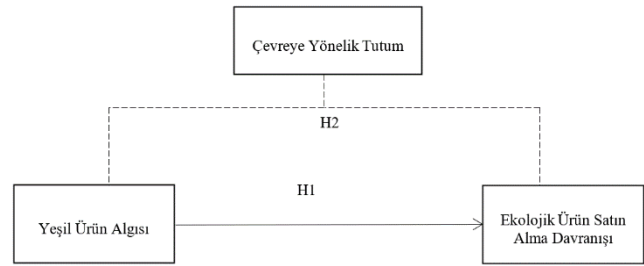 Çevreye Yönelik Tutum
H2
H1
Yeşil Ürün Algısı
Ekolojik Ürün Satın
Alma Davranışı